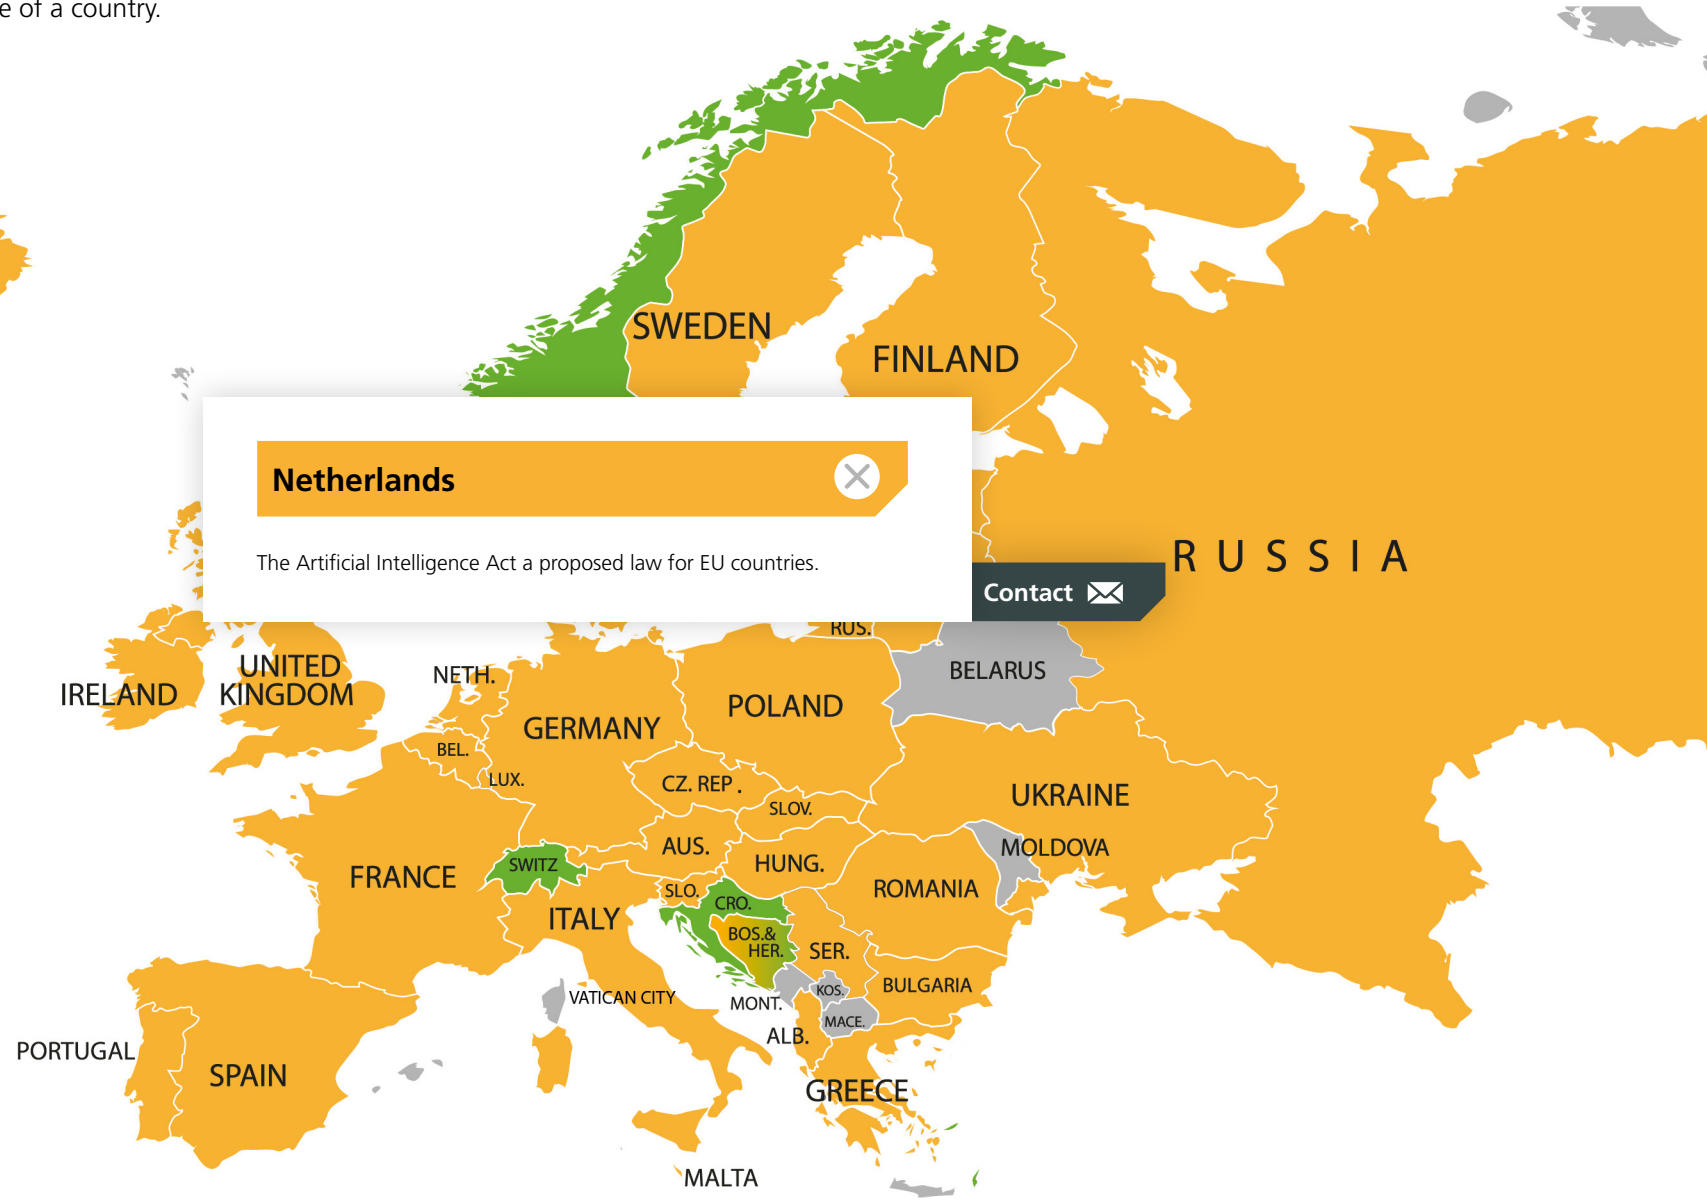 e of a country.
SWEDEN
FINLAND
Netherlands
The Artificial Intelligence Act a proposed law for EU countries.
RUSSIA
Contact
RUS.
BELARUS
UNITED
KINGDOM
IRELAND
NETH.
GERMANY
POLAND
BEL.
LUX.
CZ. REP.
SLOV.
UKRAINE
AUS.
HUNG.
MOLDOVA
FRANCE
SWITZ
ROMANIA
SLO.
CRO.
ITALY
BOS.&
HER.
SER.
BULGARIA
KOS.
VATICAN CITY
MONT.
MACE.
ALB.
PORTUGAL
SPAIN
GREECE
MALTA